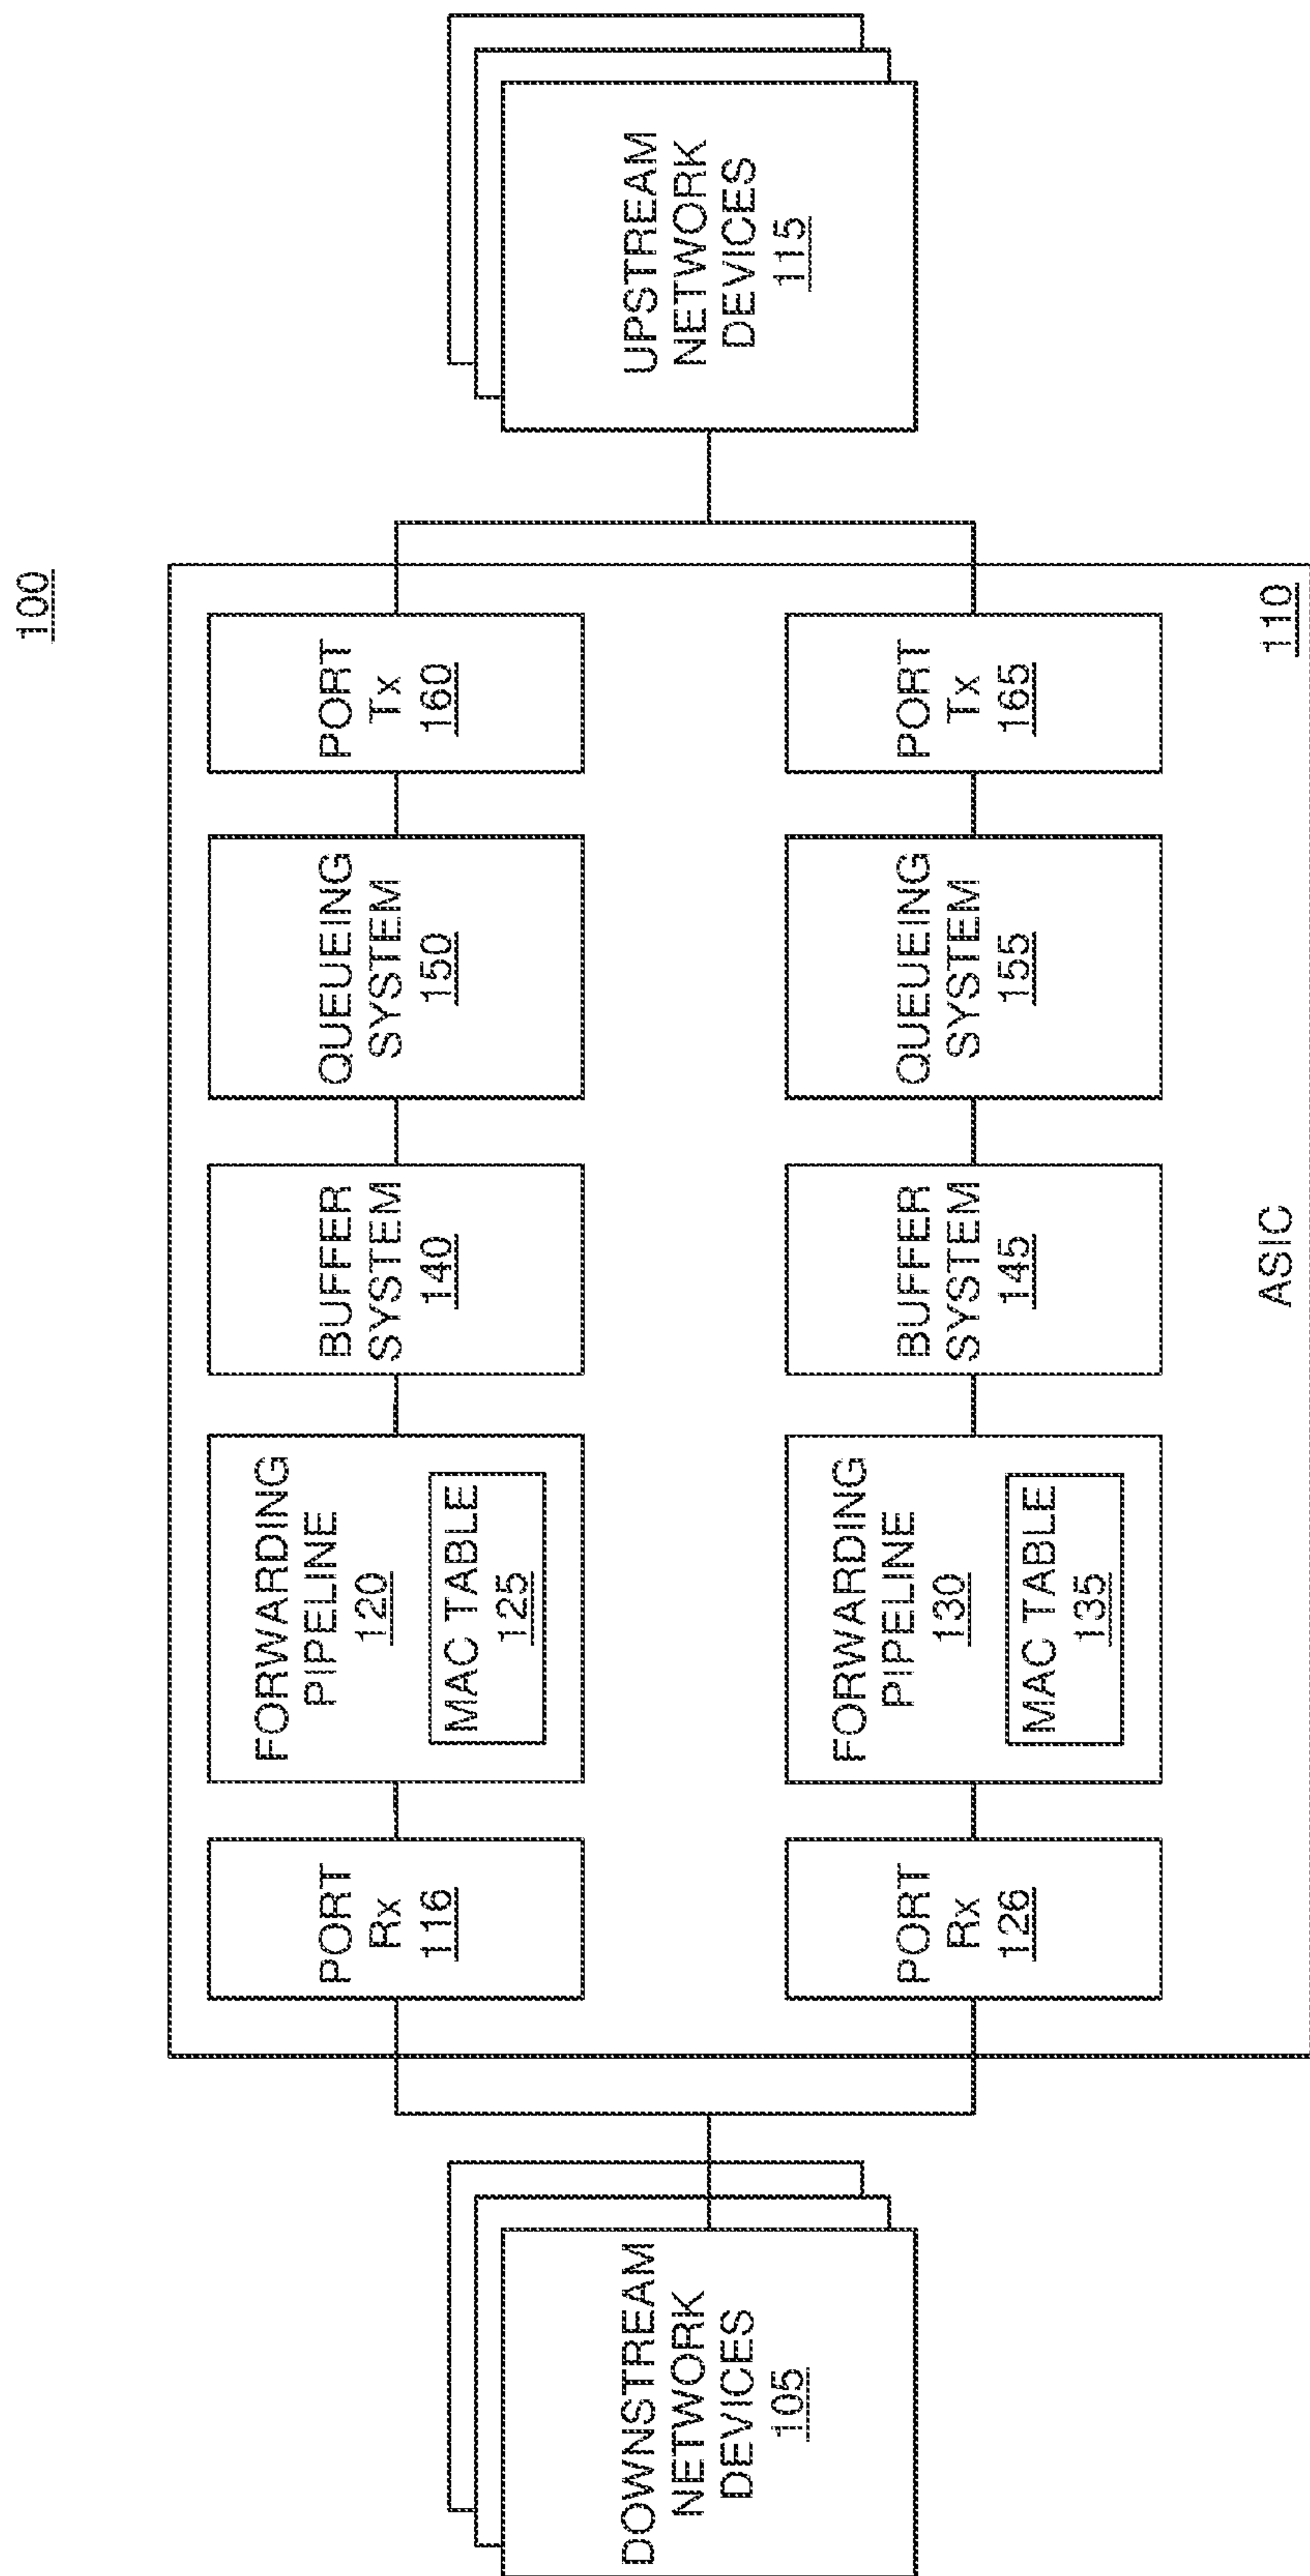 100
DOWNSTREAM
NETWORK
DEVICES
105
PORT
Rx
116
FORWARDING
PIPELINE
120
MAC TABLE
125
BUFFER
SYSTEM
140
QUEUEING
SYSTEM
150
PORT
Tx
160
PORT
Rx
126
FORWARDING
PIPELINE
130
MAC TABLE
135
BUFFER
SYSTEM
145
QUEUEING
SYSTEM
155
PORT
Tx
165
ASIC
110
UPSTREAM
NETWORK
DEVICES
115